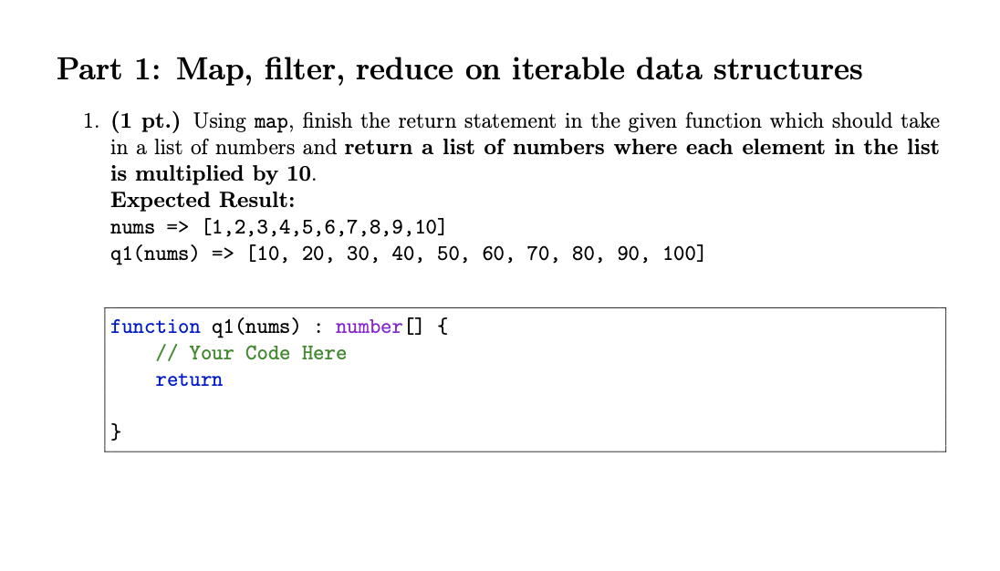 Part 1: Map, filter, reduce on iterable data structures
1. (1 pt.) Using map, finish the return statement in the given function which should take
in a list of numbers and return a list of numbers where each element in the list
is multiplied by 10.
Expected Result:
nums => [1,2,3,4,5,6,7,8,9,10]
q1(nums) => [10, 20, 30, 40, 50, 60, 70, 80, 90, 100]
function q1(nums) : number[] {
// Your Code Here
return
}